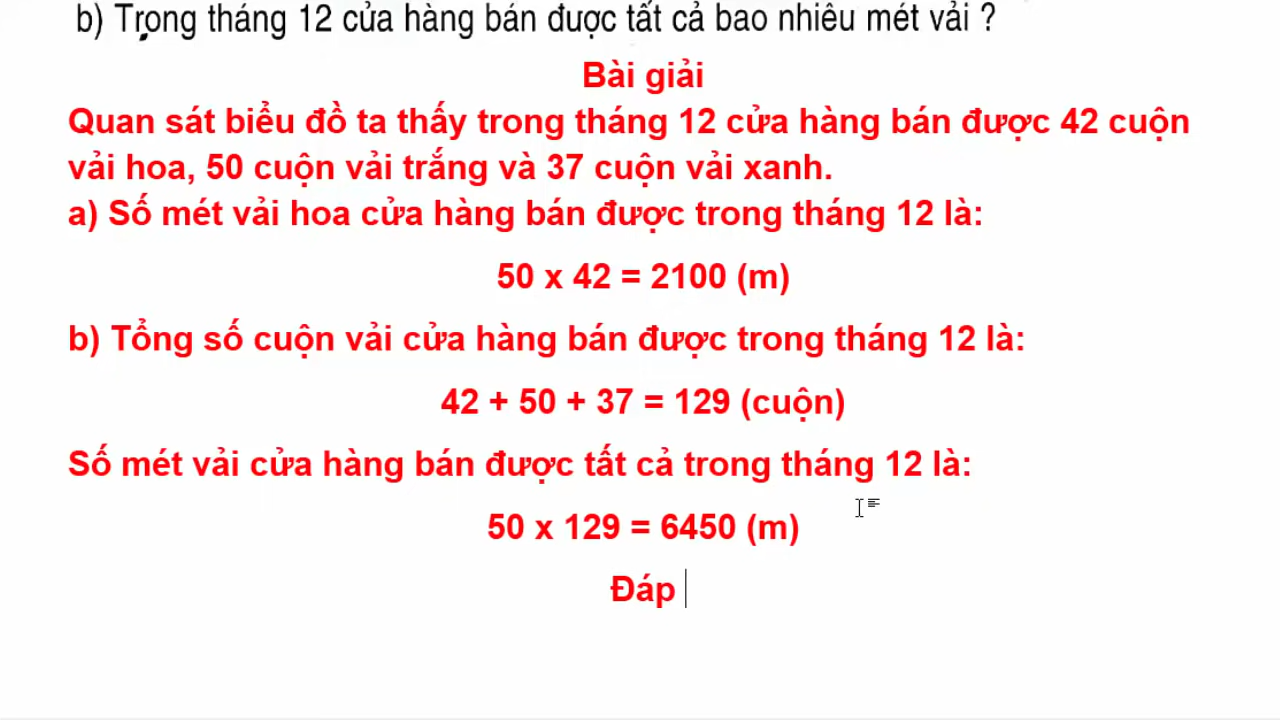 b) Trong tháng 12 cửa hàng bán được tất cả bao nhiêu mét vải ?
Bài giải
Quan sát biểu đồ ta thấy trong tháng 12 cửa hàng bán được 42 cuộn
vải hoa, 50 cuộn vải trắng và 37 cuộn vải xanh.
a) Số mét vải hoa cửa hàng bán được trong tháng 12 là:
50 x 42 = 2100 (m)
b) Tổng số cuộn vải cửa hàng bán được trong tháng 12 là:
42 + 50 + 37 = 129 (cuộn)
Số mét vải cửa hàng bán được tất cả trong tháng 12 là:
50 x 129 = 6450 (m)
Đáp